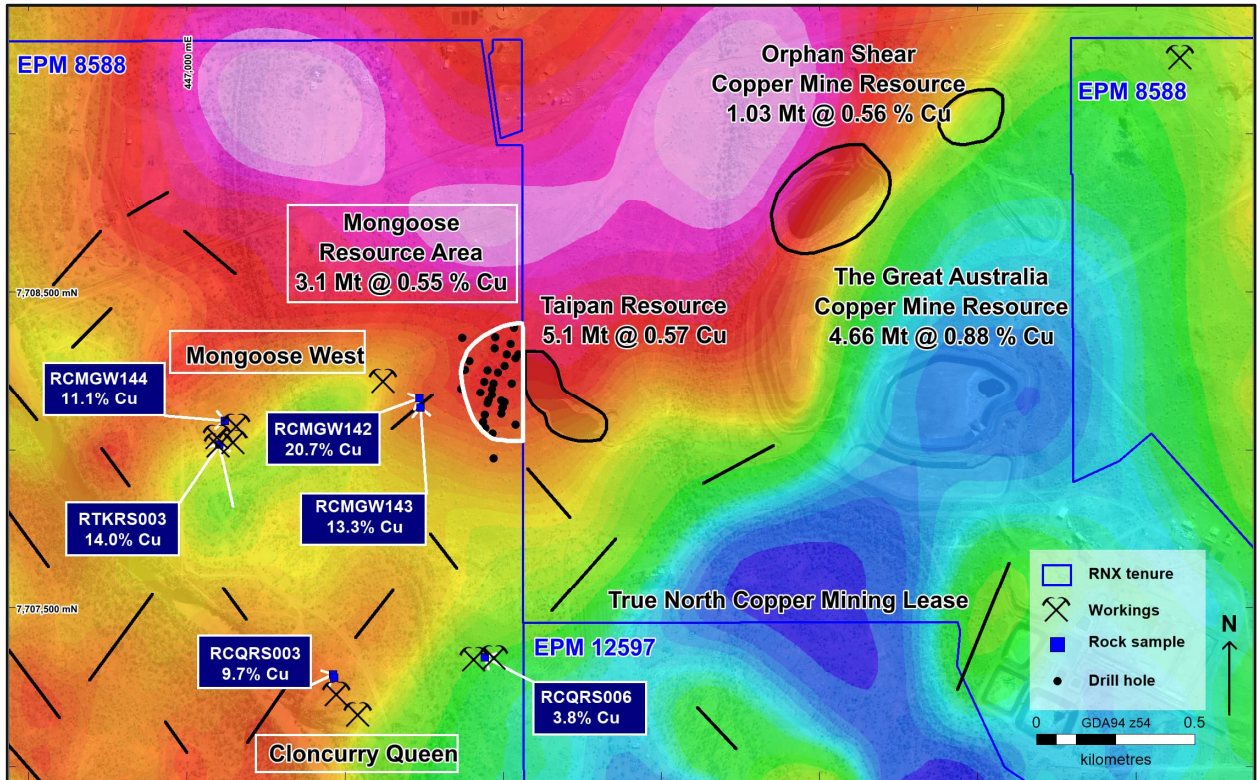 EPM 8588
447,000 mE
Orphan Shear
Copper Mine Resource
1.03 Mt @ 0.56 % Cu
EPM 8588
Mongoose
Resource Area
3.1 Mt @ 0.55 % Cu
7,708,500 mN
Taipan Resource
5.1 Mt @ 0.57 Cu
The Great Australia
Copper Mine Resource
4.66 Mt @ 0.88 % Cu
Mongoose West
RCMGW144
11.1% Cu
RCMGW142
20.7% Cu
RTKRS003
14.0% Cu
RCMGW143
13.3% Cu
7,707,500 mN
True North Copper Mining Lease
EPM 12597
RCQRS003
9.7% Cu
RCQRS006
3.8% Cu
Cloncurry Queen
RNX tenure
Workings
Rock sample
Drill hole
N
0 GDA94 z54 0.5
kilometres